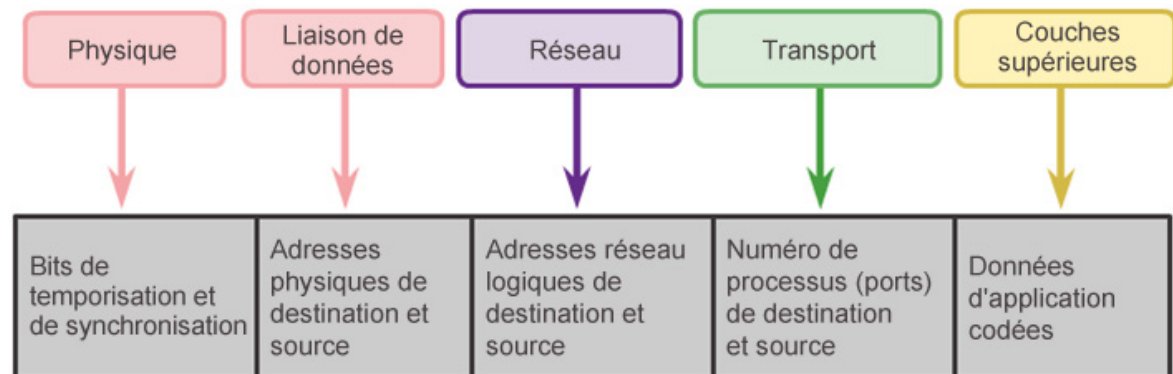 Physique
Liaison de
données
Réseau
Transport
Couches
supérieures
Bits de
temporisation et
de synchronisation
Adresses
physiques de
destination et
source
Adresses réseau
logiques de
destination et
source
Numéro de
processus (ports)
de destination
et source
Données
d'application
codées